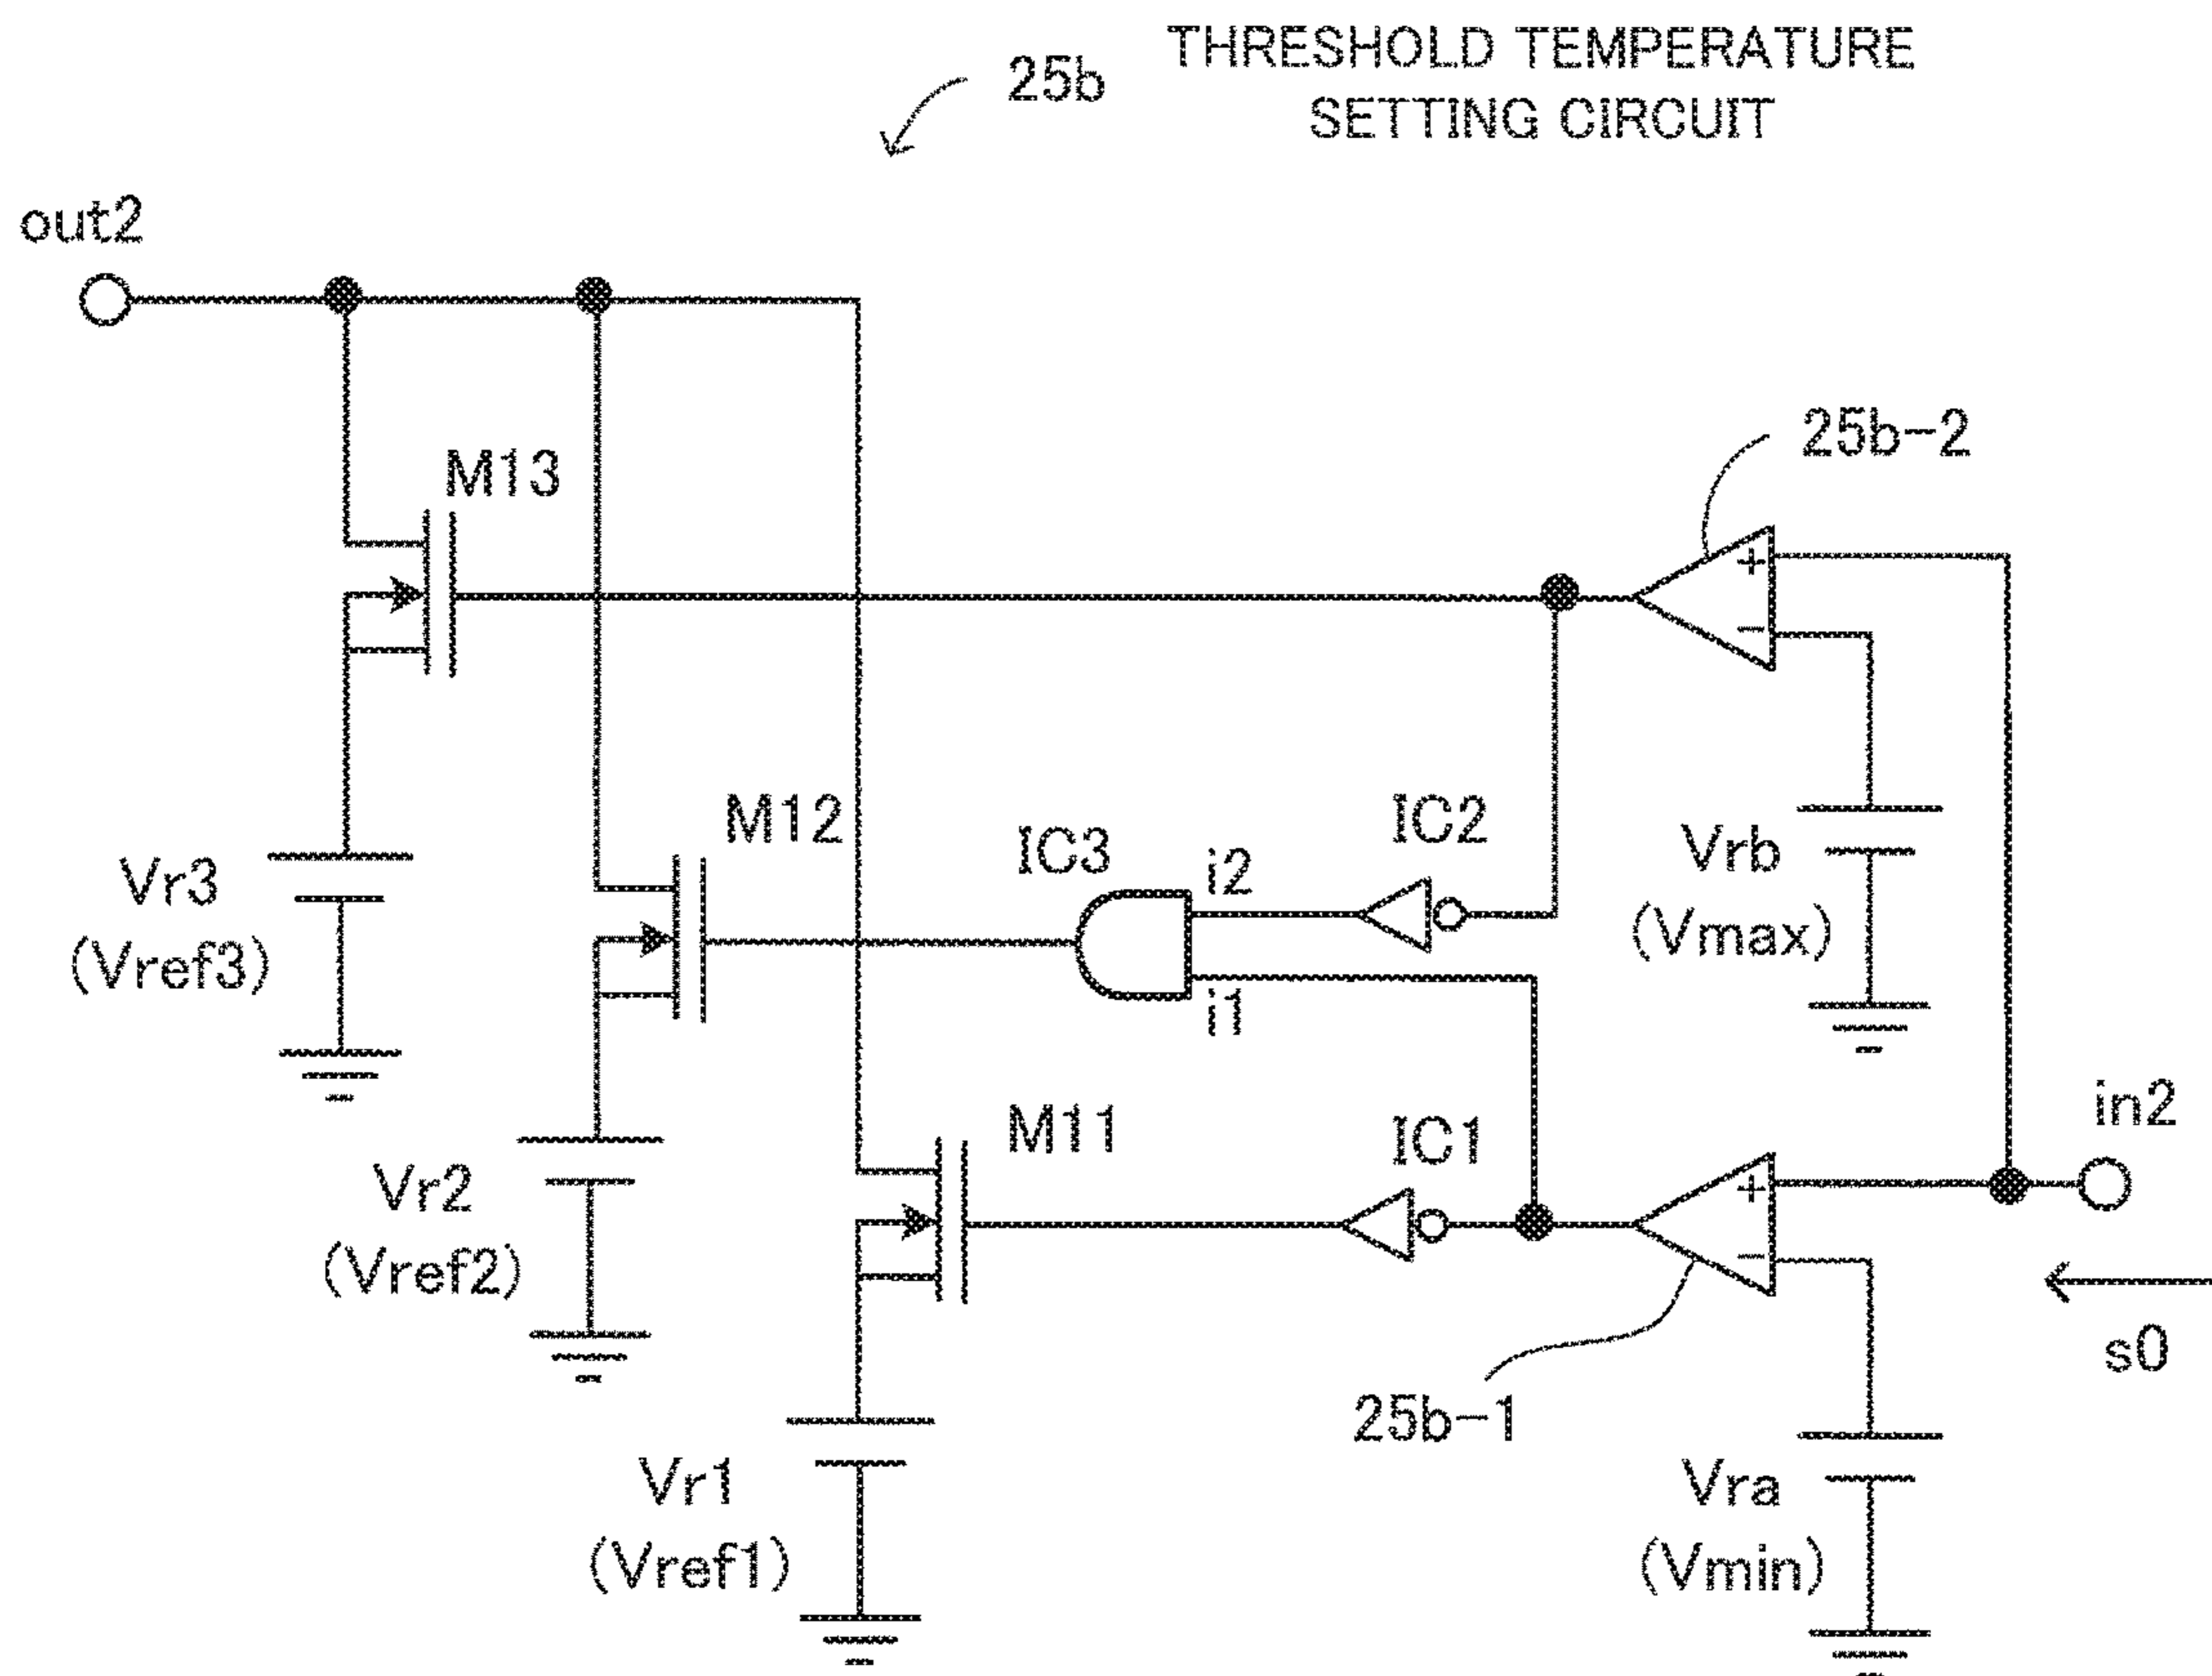 THRESHOLD TEMPERATURE
SETTING CIRCUIT
25b
out2
M13
25b-2
+
−
M12
IC3
i2
IC2
Vrb
(Vmax)
Vr3
(Vref3)
i1
in2
M11
IC1
+
−
Vr2
(Vref2)
s0
25b-1
Vr1
(Vref1)
Vra
(Vmin)